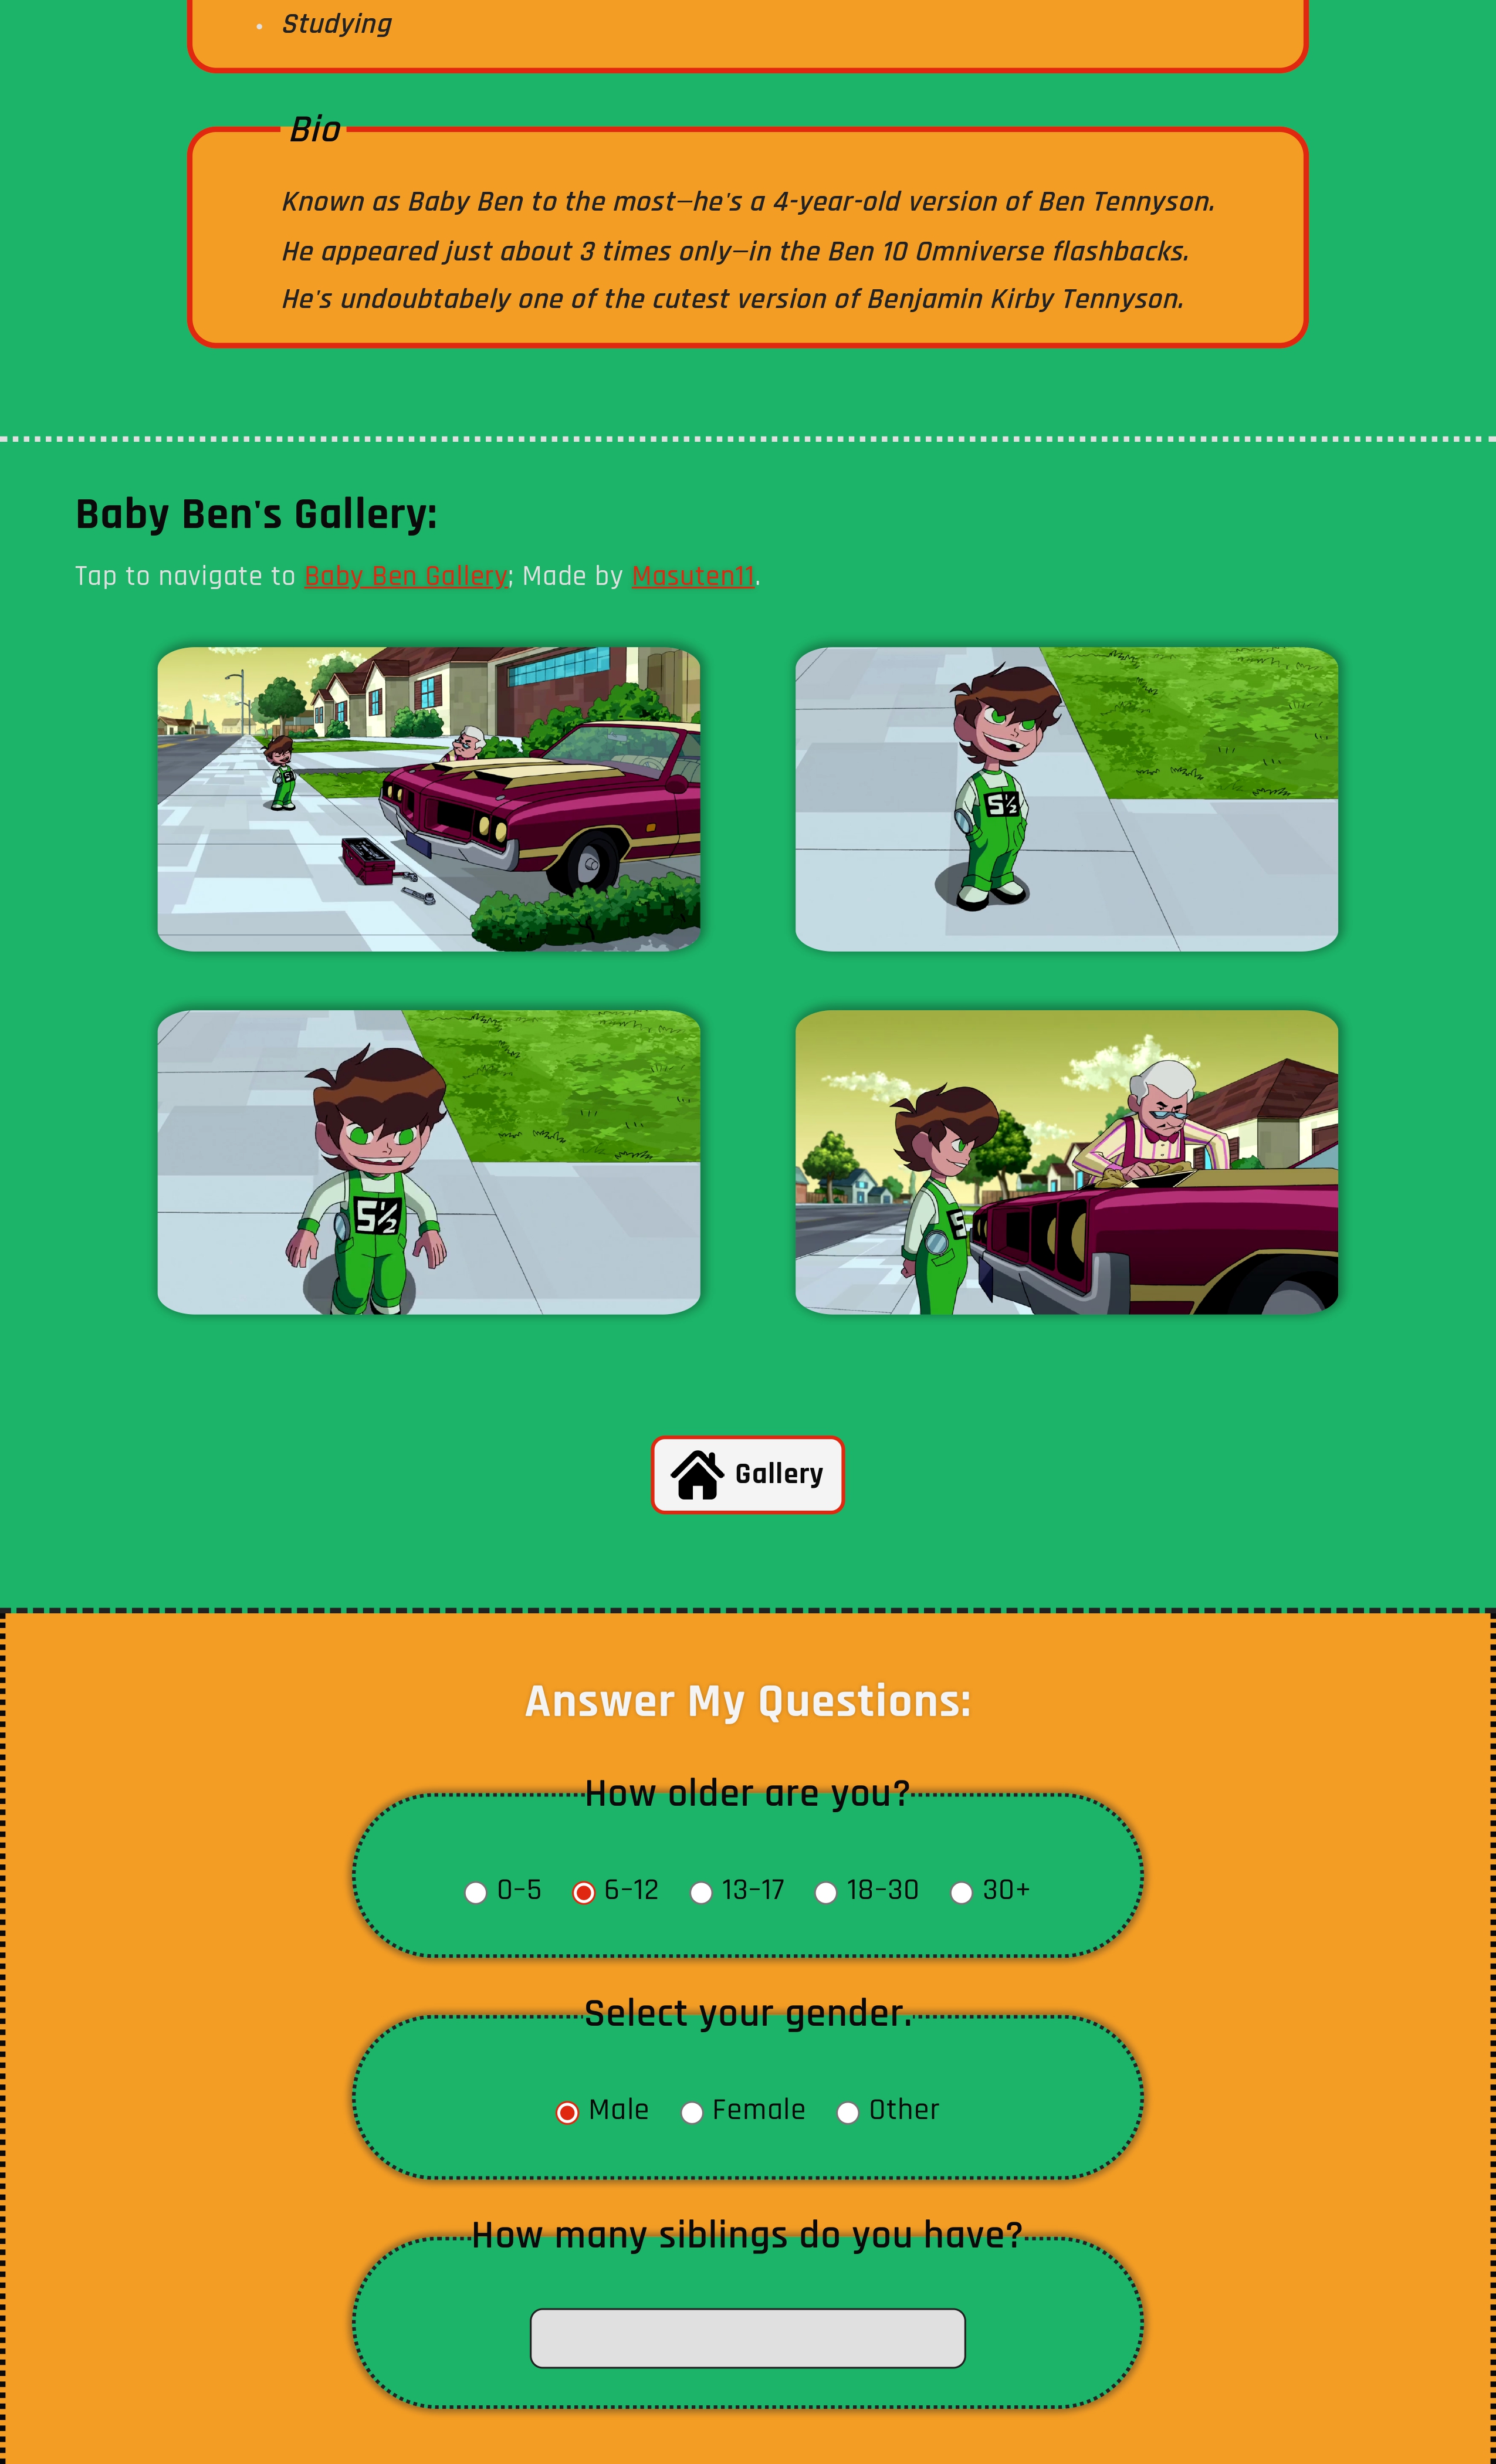 Studying
Bio
Known as Baby Ben to the most—he's a 4-year-old version of Ben Tennyson.
He appeared just about 3 times only—in the Ben 10 Omniverse flashbacks.
He's undoubtabely one of the cutest version of Benjamin Kirby Tennyson.
Baby Ben's Gallery:
Tap to navigate to Baby Ben Gallery; Made by Masuten11.
5½
5½
5½
5
Gallery
Answer My Questions:
How older are you?
0-5 6-12 13-17 18-30 30+
Select your gender.
Male Female Other
How many siblings do you have?